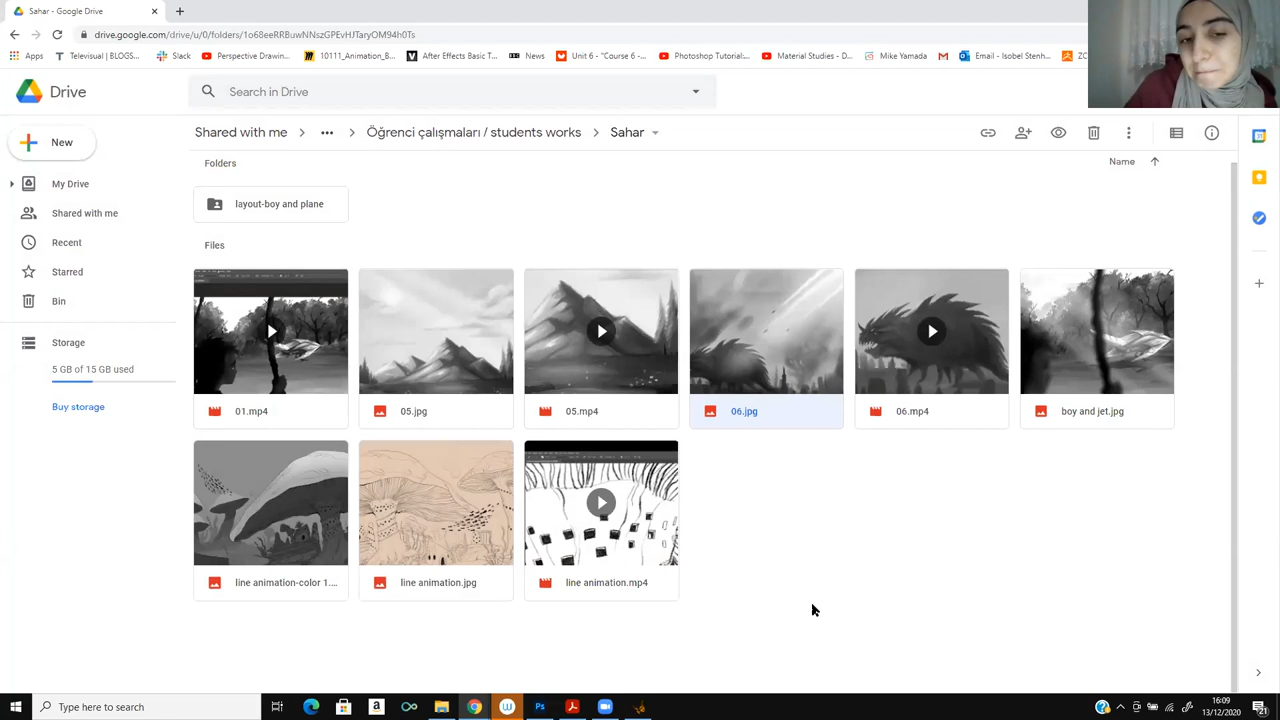 Sahar - Google Drive
drive.google.com/drive/u/0/folders/1o68eeRRBuwNNszGPEvHJTaryOM94h0Ts
Apps Televisual | BLOGS... Slack Perspective Drawin... 10111_Animation_B... After Effects Basic T... News Unit 6 - "Course 6 -... Photoshop Tutorial:... Material Studies - D... Mike Yamada Email - Isobel Stenh... ZC
Drive
Search in Drive
New
My Drive
Shared with me
Recent
Starred
Bin
Storage
5 GB of 15 GB used
Buy storage
Shared with me > ... > Öğrenci çalışmaları / students works > Sahar
Folders
Name
layout-boy and plane
Files
01.mp4
05.jpg
05.mp4
06.jpg
06.mp4
boy and jet.jpg
line animation-color 1....
line animation.jpg
line animation.mp4
Type here to search
16:09
13/12/2020
21